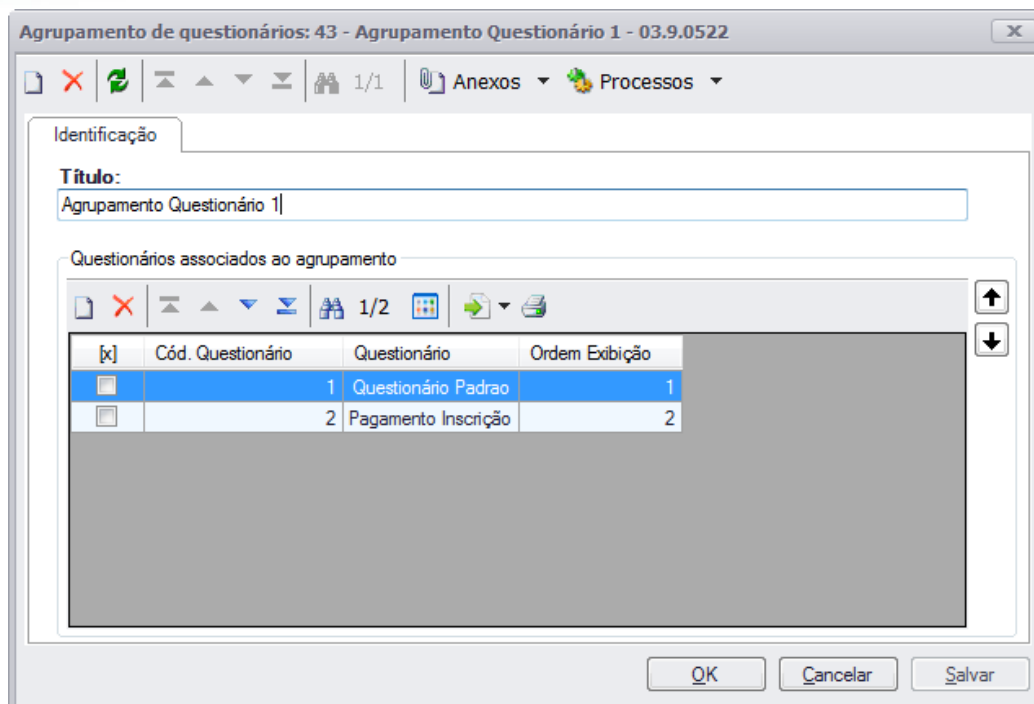 Agrupamento de questionários: 43 - Agrupamento Questionário 1 - 03.9.0522
1/1 Anexos Processos
Identificação
Título:
Agrupamento Questionário 1
Questionários associados ao agrupamento
1/2
[x] Cód. Questionário Questionário Ordem Exibição
1 Questionário Padrao 1
2 Pagamento Inscrição 2
OK Cancelar Salvar